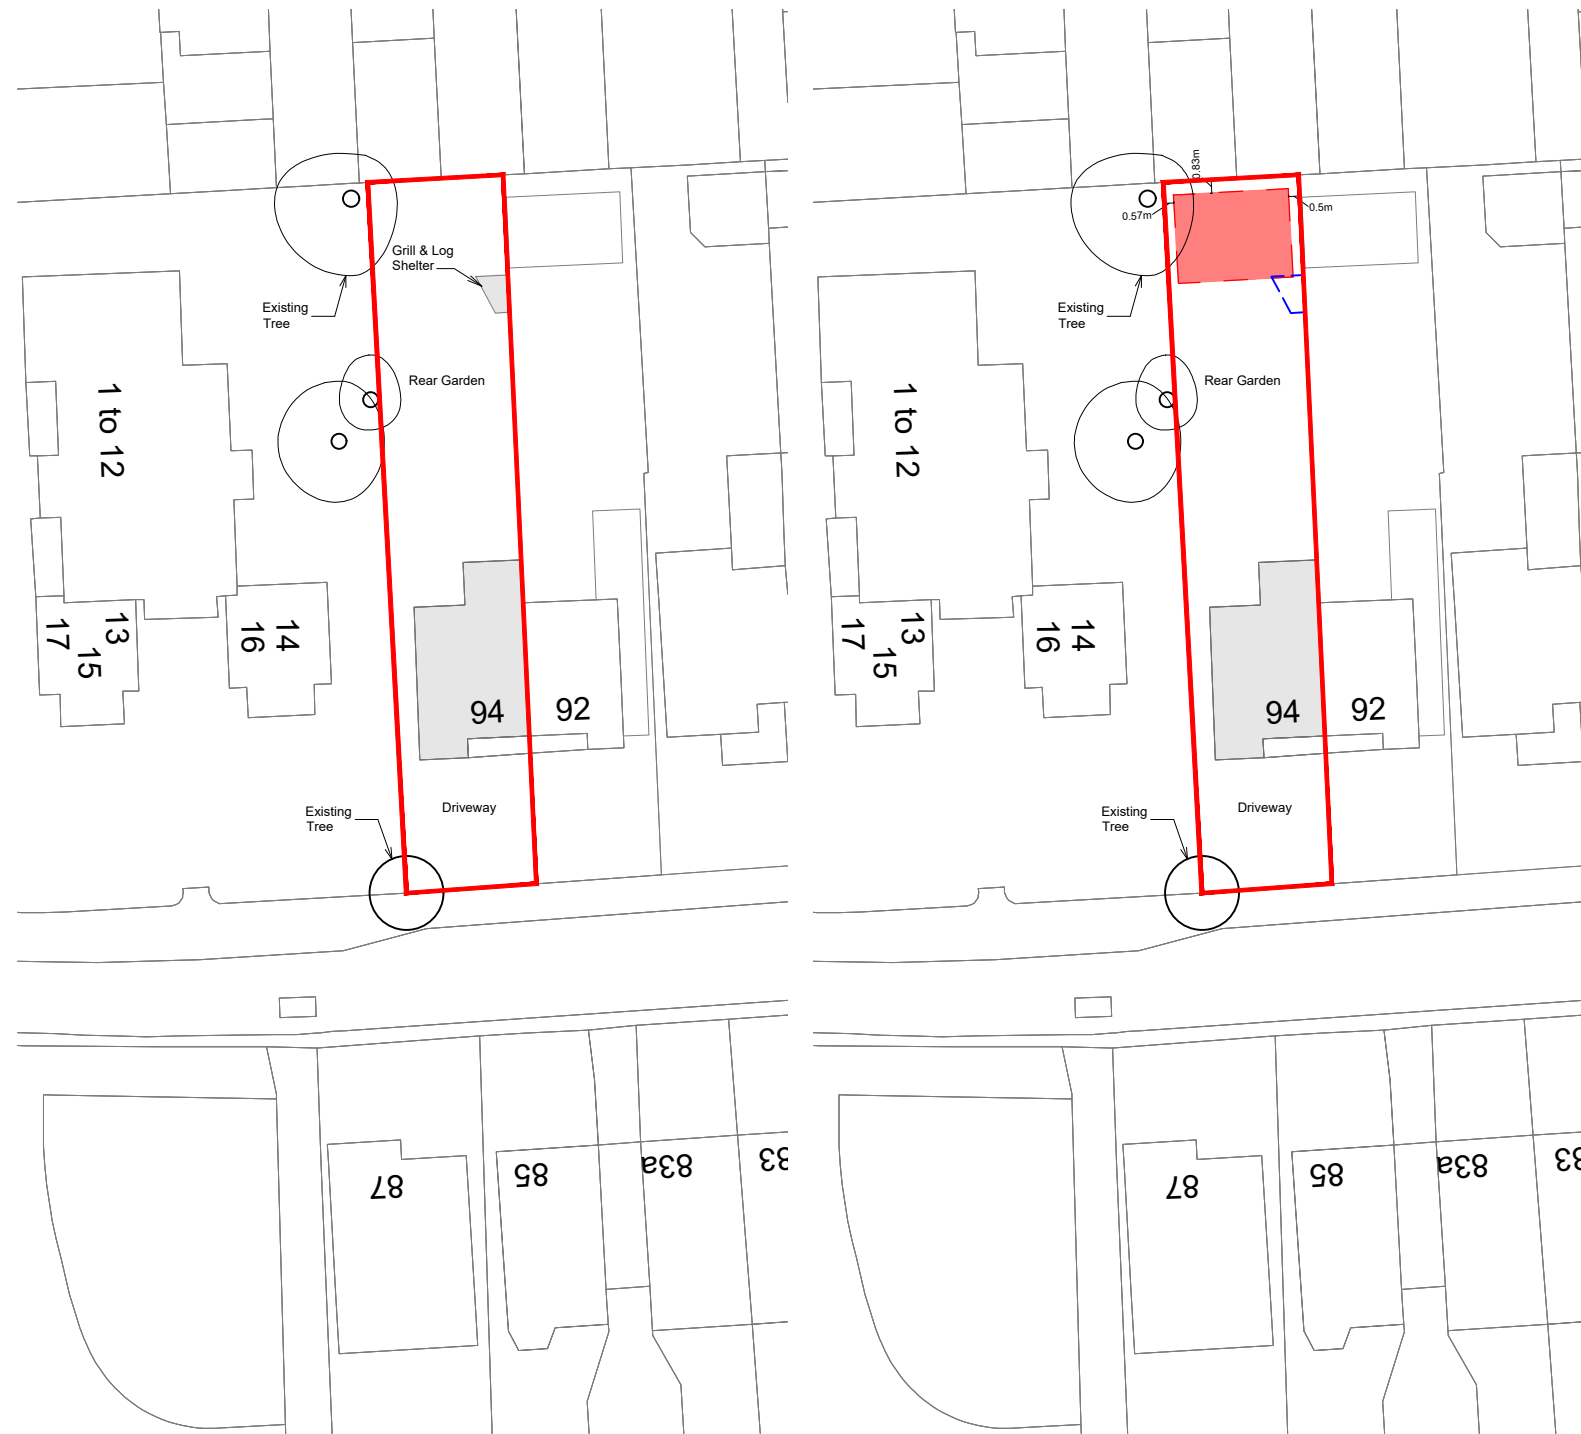 Grill & Log
Shelter
Existing
Tree
Rear Garden
1 to 12
13
15
17
14
16
94
92
Existing
Tree
Driveway
87
85
83a
83
0.83m
0.57m
0.5m
Existing
Tree
Rear Garden
1 to 12
13
15
17
14
16
94
92
Existing
Tree
Driveway
87
85
83a